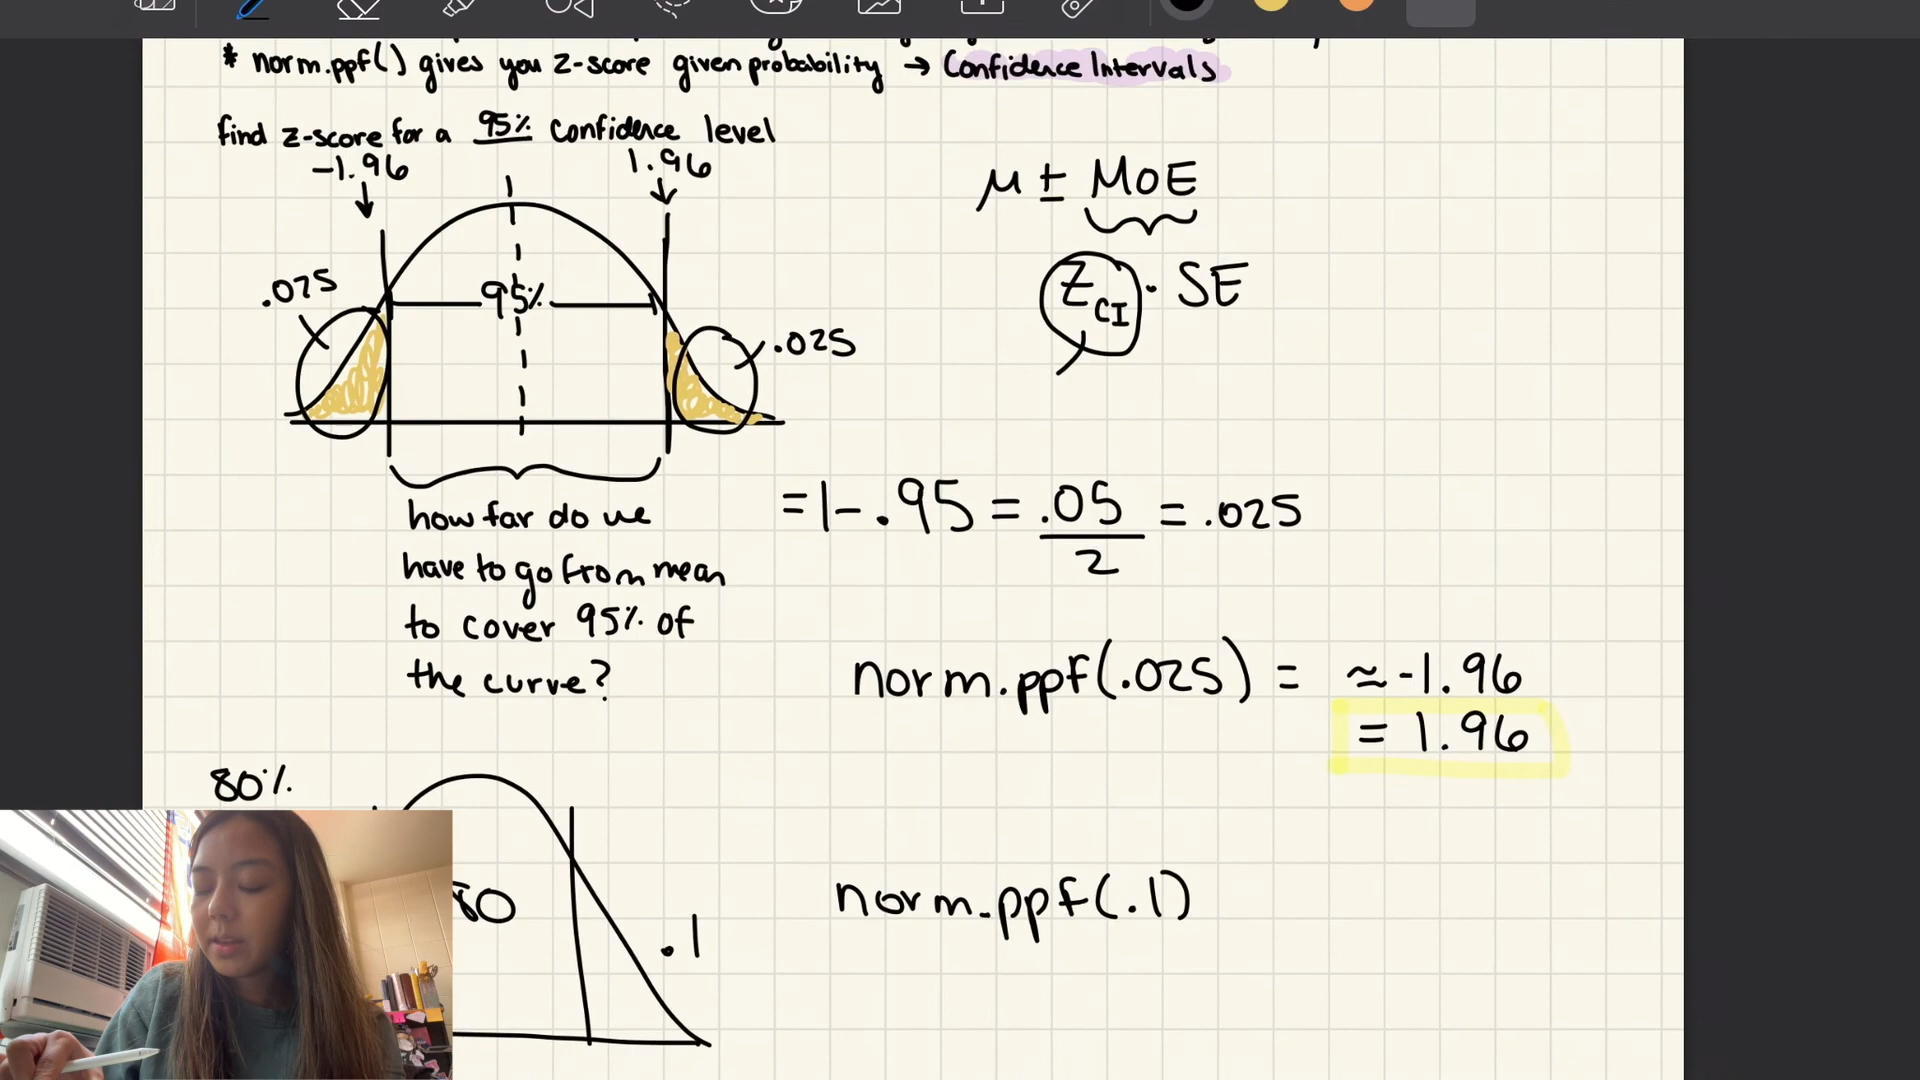 * norm.ppf() gives you z-score given probability → Confidence Intervals
find z-score for a 95% confidence level
-1.96
1.96
μ ± MOE
Z CI · SE
.025
95%
.025
how far do we
have to go from mean
to cover 95% of
the curve?
= 1 - .95 = .05/2 = .025
norm.ppf(.025) = ≈ -1.96
= 1.96
80%
80
.1
norm.ppf(.1)